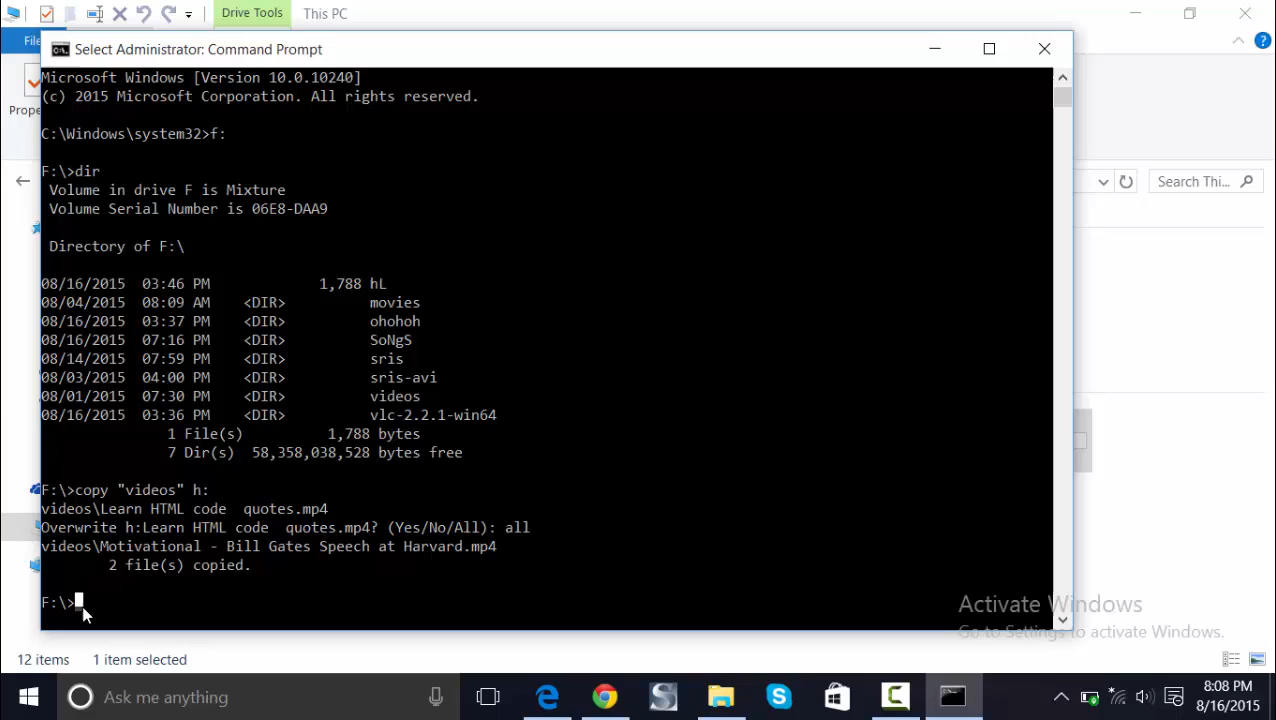 Drive Tools
This PC
File
Select Administrator: Command Prompt
Prope
Microsoft Windows [Version 10.0.10240]
(c) 2015 Microsoft Corporation. All rights reserved.
C:\Windows\system32>f:
F:\>dir
Volume in drive F is Mixture
Volume Serial Number is 06E8-DAA9
Directory of F:\
08/16/2015  03:46 PM             1,788 hL
08/04/2015  08:09 AM    <DIR>          movies
08/16/2015  03:37 PM    <DIR>          ohohoh
08/16/2015  07:16 PM    <DIR>          SoNgS
08/14/2015  07:59 PM    <DIR>          sris
08/03/2015  04:00 PM    <DIR>          sris-avi
08/01/2015  07:30 PM    <DIR>          videos
08/16/2015  03:36 PM    <DIR>          vlc-2.2.1-win64
1 File(s)          1,788 bytes
7 Dir(s)  58,358,038,528 bytes free
F:\>copy "videos" h:
videos\Learn HTML code  quotes.mp4
Overwrite h:Learn HTML code  quotes.mp4? (Yes/No/All): all
videos\Motivational - Bill Gates Speech at Harvard.mp4
2 file(s) copied.
F:\>
Search Thi...
Activate Windows
Go to Settings to activate Windows.
12 items    1 item selected
Ask me anything
8:08 PM
8/16/2015